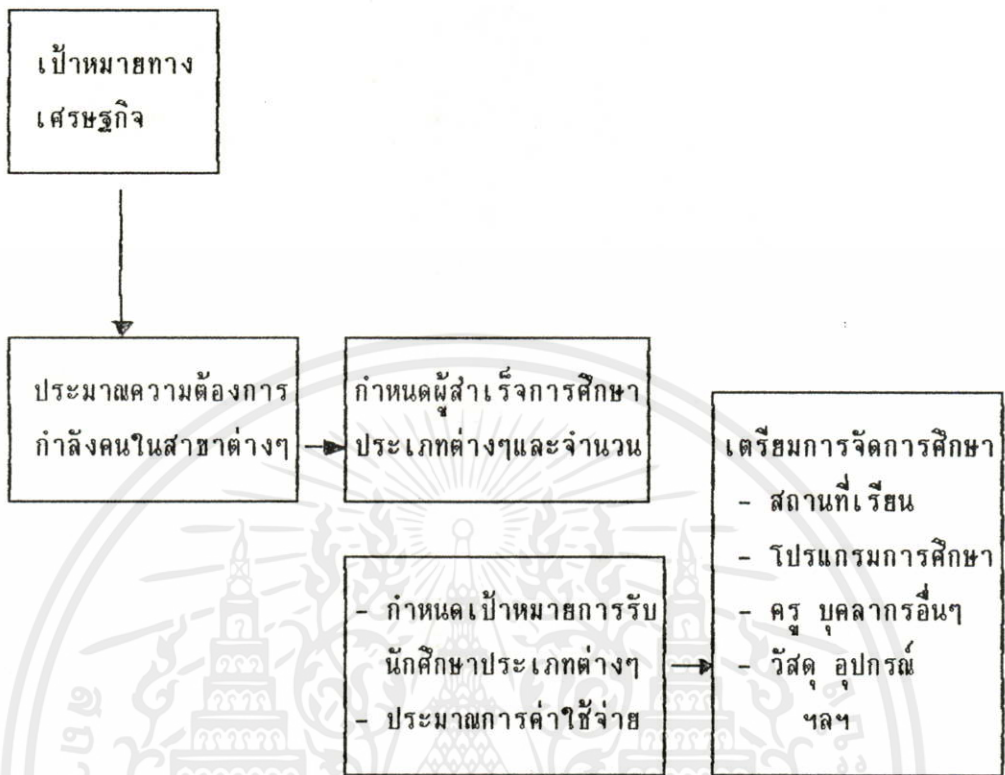 เป้าหมายทาง
เศรษฐกิจ
ประมาณความต้องการ
กำลังคนในสาขาต่างๆ
กำหนดผู้สำเร็จการศึกษา
ประเภทต่างๆและจำนวน
- กำหนดเป้าหมายการรับ
นักศึกษาประเภทต่างๆ
- ประมาณการค่าใช้จ่าย
เตรียมการจัดการศึกษา
- สถานที่เรียน
- โปรแกรมการศึกษา
- ครู บุคลากรอื่นๆ
- วัสดุ อุปกรณ์
ฯลฯ